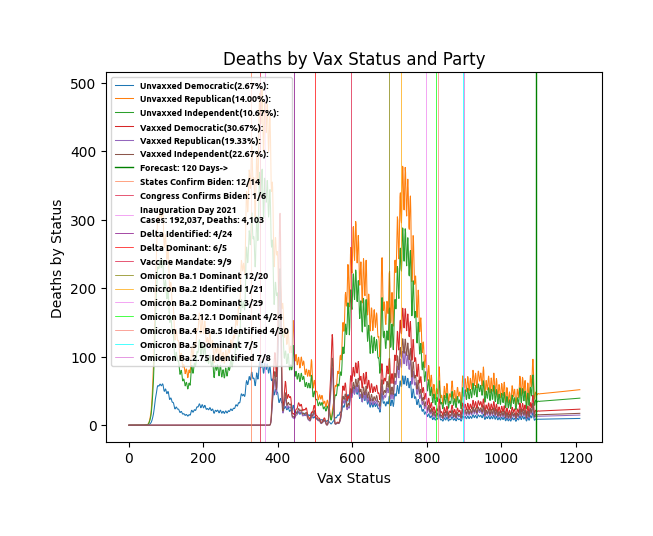 Deaths by Vax Status and Party
500
400
300
200
100
0
Deaths by Status
Unvaxxed Democratic(2.67%):
Unvaxxed Republican(14.00%):
Unvaxxed Independent(10.67%):
Vaxxed Democratic(30.67%):
Vaxxed Republican(19.33%):
Vaxxed Independent(22.67%):
Forecast: 120 Days->
States Confirm Biden: 12/14
Congress Confirms Biden: 1/6
Inauguration Day 2021
Cases: 192,037, Deaths: 4,103
Delta Identified: 4/24
Delta Dominant: 6/5
Vaccine Mandate: 9/9
Omicron Ba.1 Dominant 12/20
Omicron Ba.2 Identified 1/21
Omicron Ba.2 Dominant 3/29
Omicron Ba.2.12.1 Dominant 4/24
Omicron Ba.4 - Ba.5 Identified 4/30
Omicron Ba.5 Dominant 7/5
Omicron Ba.2.75 Identified 7/8
0 200 400 600 800 1000 1200
Vax Status